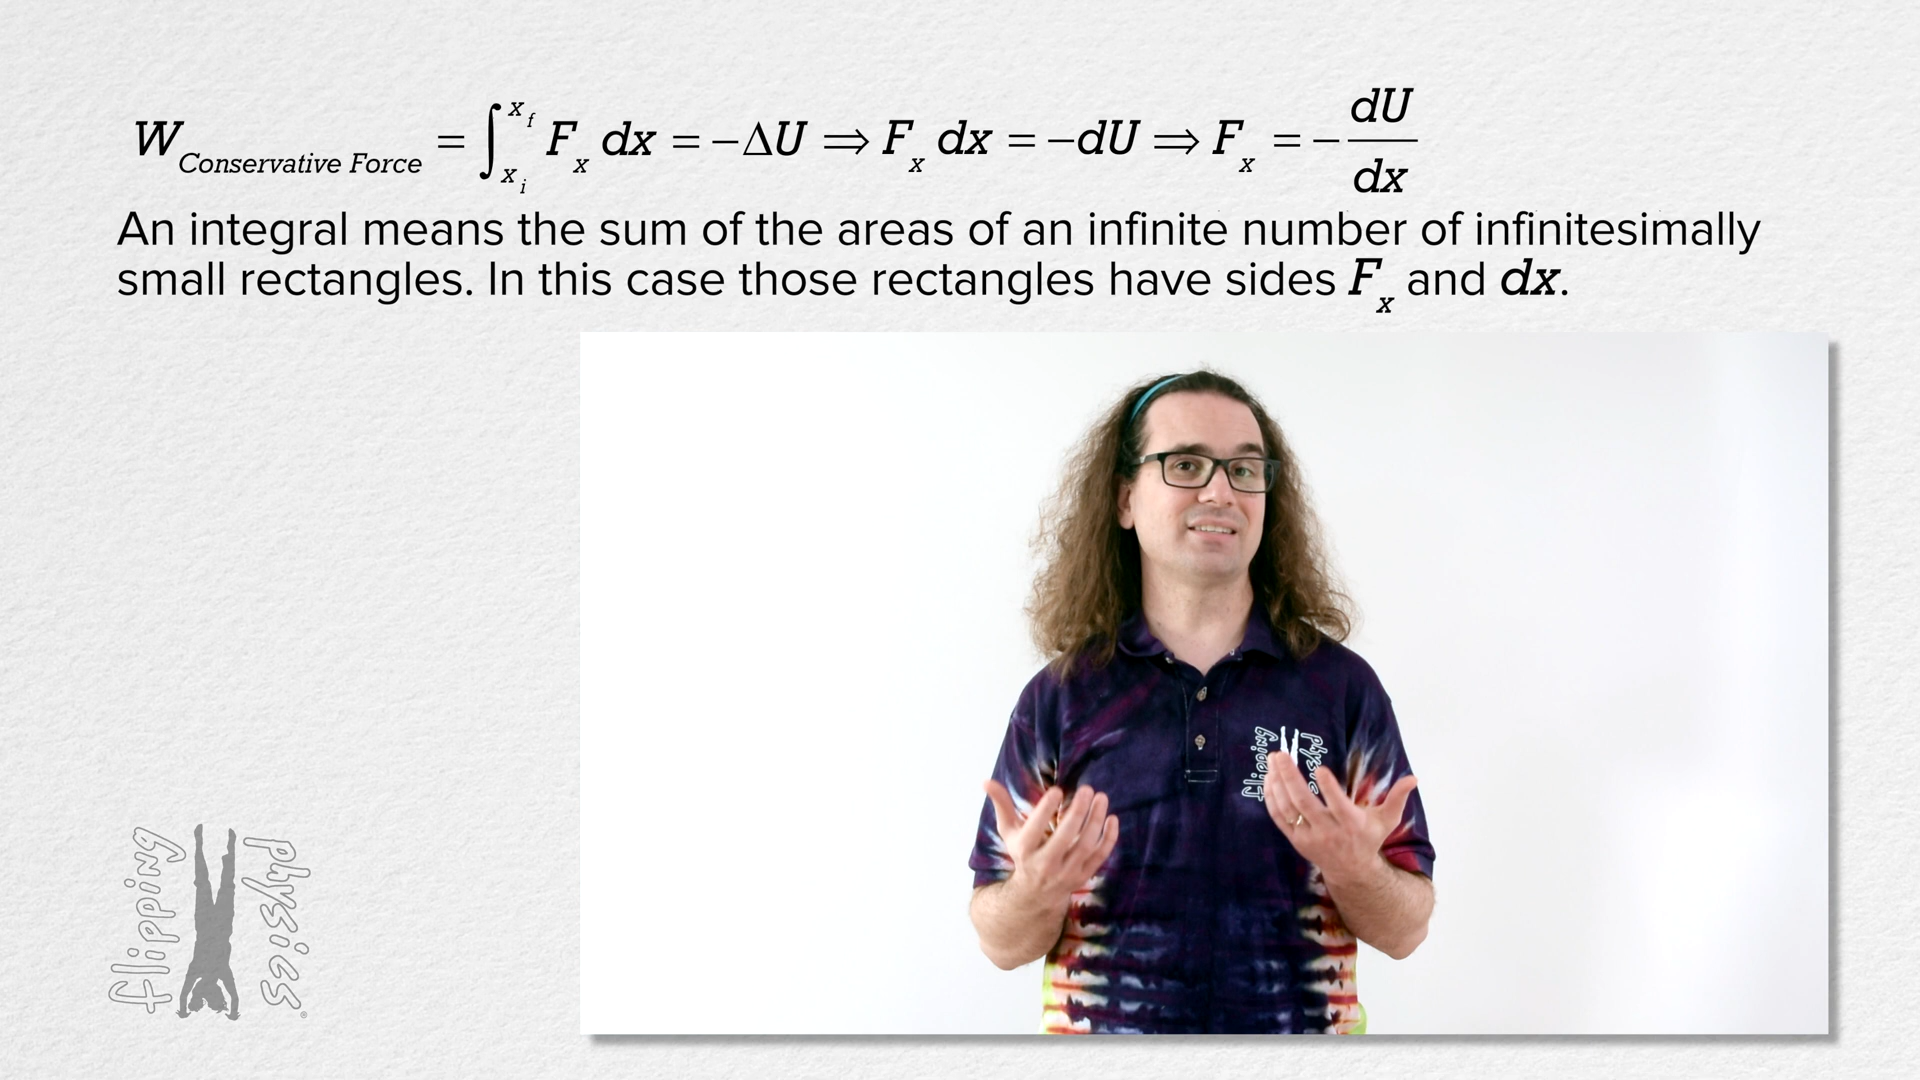 W_Conservative Force = ∫_{x_i}^{x_f} F_x dx = −ΔU ⇒ F_x dx = −dU ⇒ F_x = − dU/dx
An integral means the sum of the areas of an infinite number of infinitesimally
small rectangles. In this case those rectangles have sides F_x and dx.
flipping
physics
flipping
physics